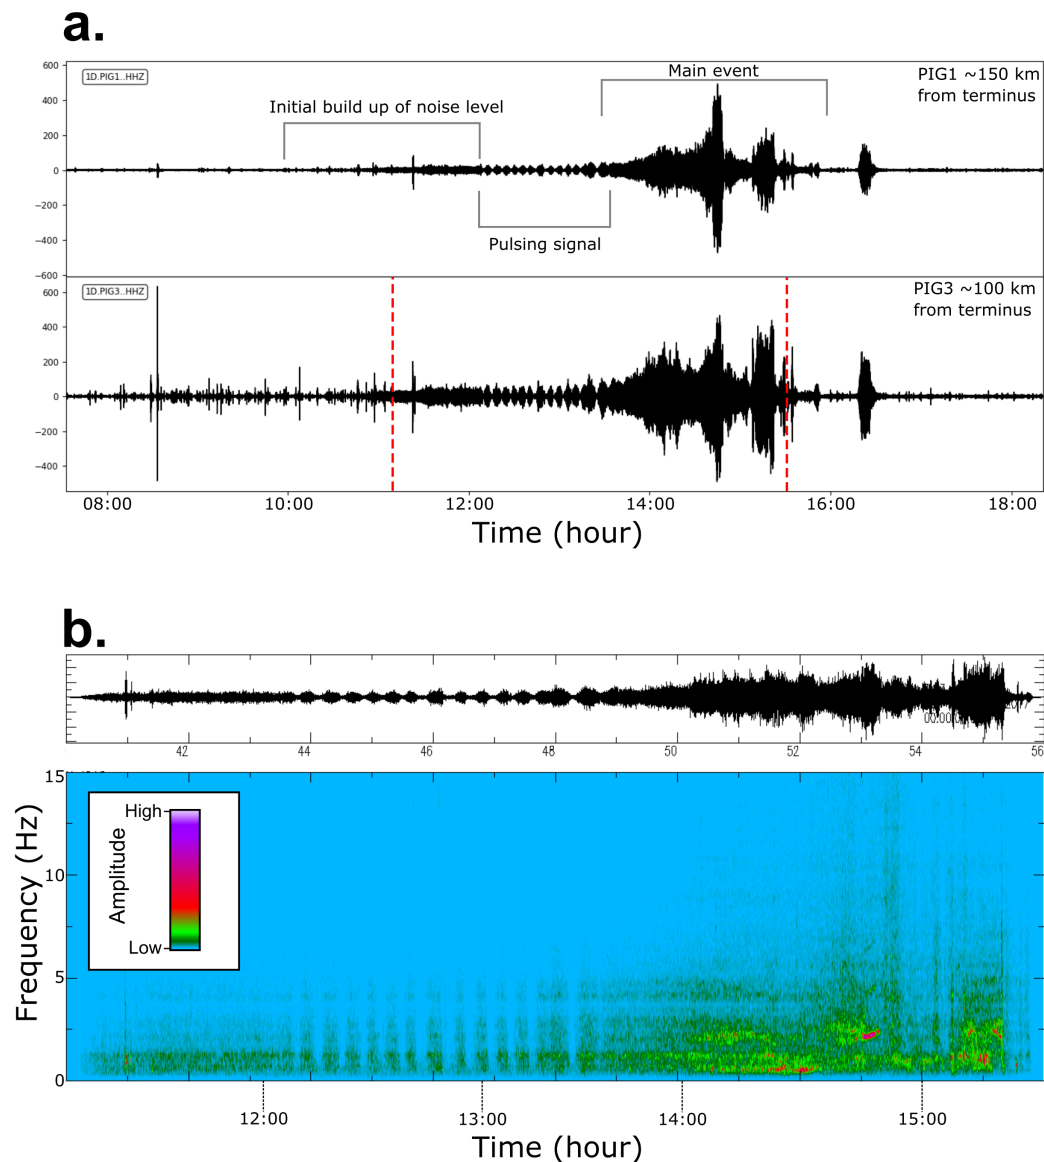 a.
1D.PIG1..HHZ
Main event
PIG1 ~150 km
from terminus
Initial build up of noise level
Pulsing signal
600
400
200
0
−200
−400
−600
1D.PIG3..HHZ
PIG3 ~100 km
from terminus
600
400
200
0
−200
−400
08:00 10:00 12:00 14:00 16:00 18:00
Time (hour)
b.
42 44 46 48 50 52 54 56
15
10
5
0
Frequency (Hz)
High
Amplitude
Low
12:00 13:00 14:00 15:00
Time (hour)